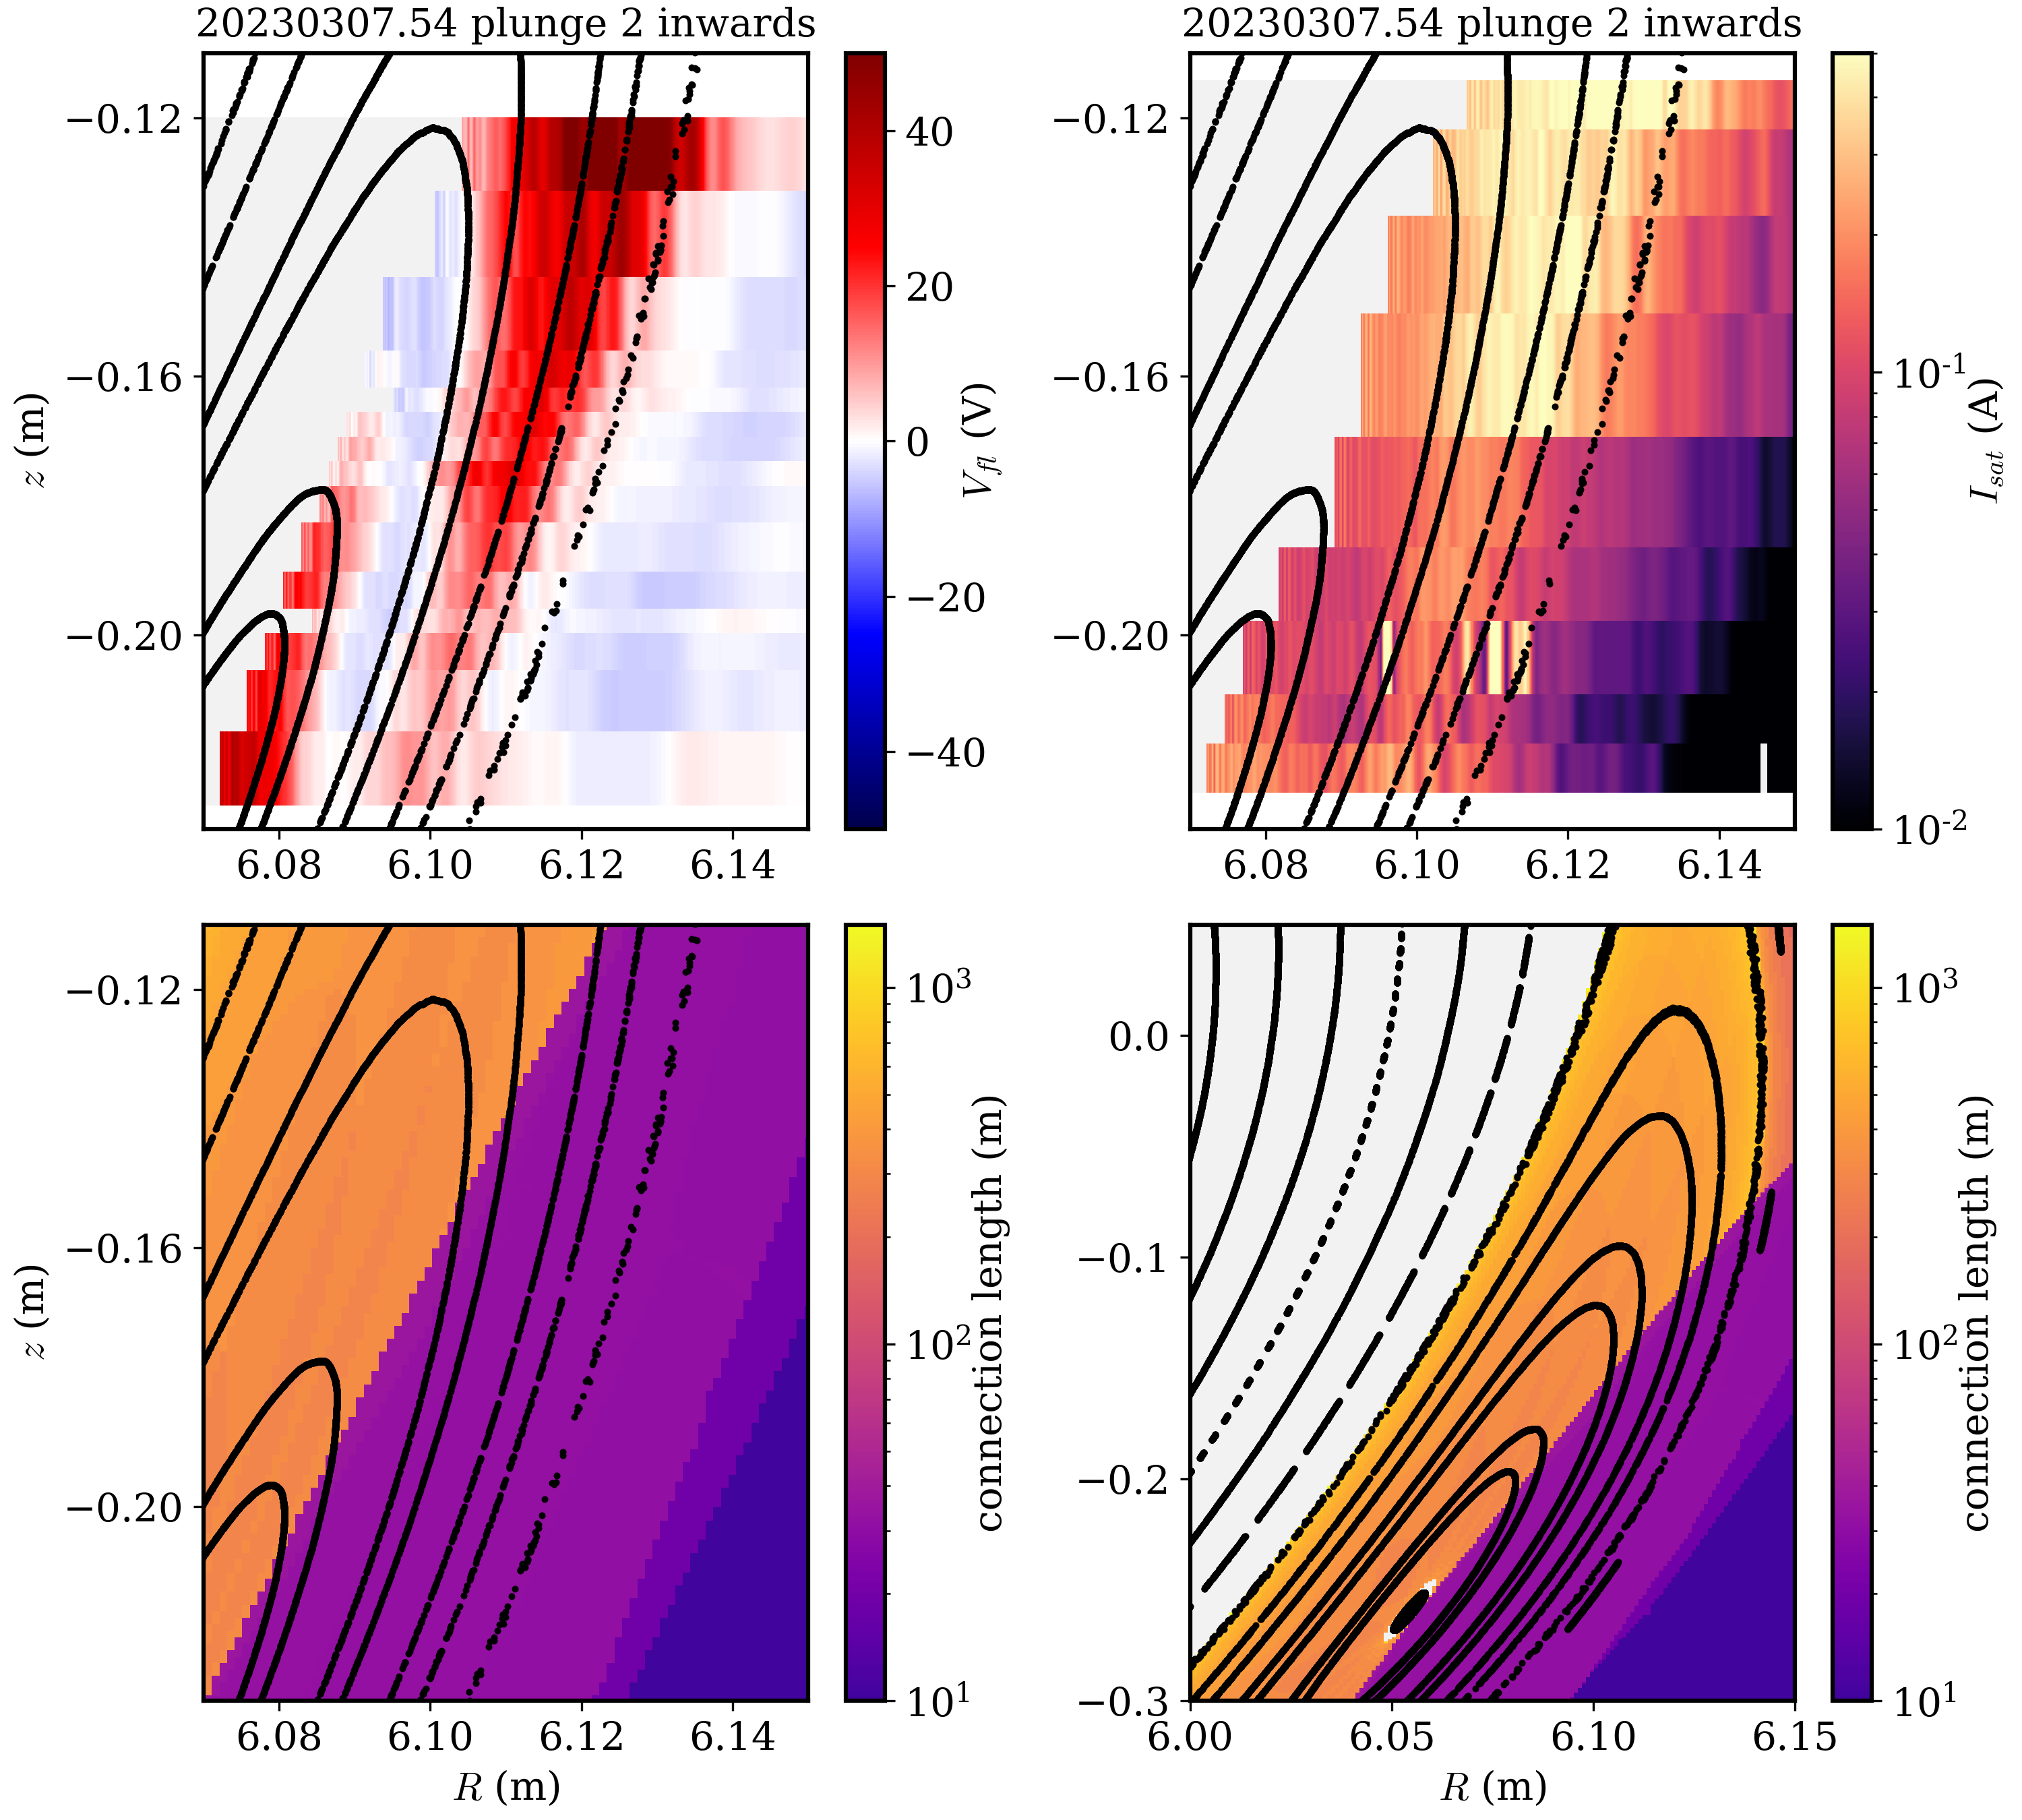 20230307.54 plunge 2 inwards
−0.12
−0.16
−0.20
z (m)
6.08 6.10 6.12 6.14
40
20
0
−20
−40
V_{fl} (V)
20230307.54 plunge 2 inwards
−0.12
−0.16
−0.20
6.08 6.10 6.12 6.14
10^{-1}
10^{-2}
I_{sat} (A)
−0.12
−0.16
−0.20
z (m)
6.08 6.10 6.12 6.14
R (m)
10^{3}
10^{2}
10^{1}
connection length (m)
0.0
−0.1
−0.2
−0.3
6.00 6.05 6.10 6.15
R (m)
10^{3}
10^{2}
10^{1}
connection length (m)